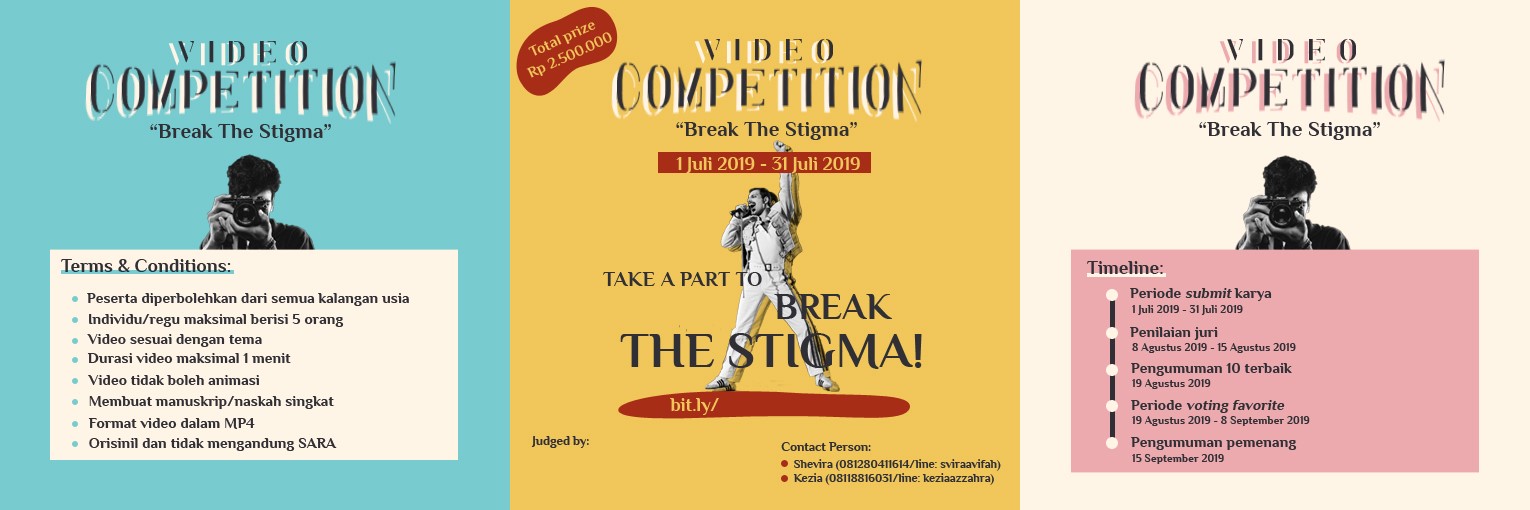 VIDEO
COMPETITION
“Break The Stigma”
Terms & Conditions:
Peserta diperbolehkan dari semua kalangan usia
Individu/regu maksimal berisi 5 orang
Video sesuai dengan tema
Durasi video maksimal 1 menit
Video tidak boleh animasi
Membuat manuskrip/naskah singkat
Format video dalam MP4
Orisinil dan tidak mengandung SARA
Total prize
Rp 2.500.000
VIDEO
COMPETITION
“Break The Stigma”
1 Juli 2019 - 31 Juli 2019
TAKE A PART TO
BREAK
THE STIGMA!
bit.ly/
Judged by:
Contact Person:
Shevira (081280411614/line: sviraavifah)
Kezia (08118816031/line: keziaazzahra)
VIDEO
COMPETITION
“Break The Stigma”
Timeline:
Periode submit karya
1 Juli 2019 - 31 Juli 2019
Penilaian juri
8 Agustus 2019 - 15 Agustus 2019
Pengumuman 10 terbaik
19 Agustus 2019
Periode voting favorite
19 Agustus 2019 - 8 September 2019
Pengumuman pemenang
15 September 2019